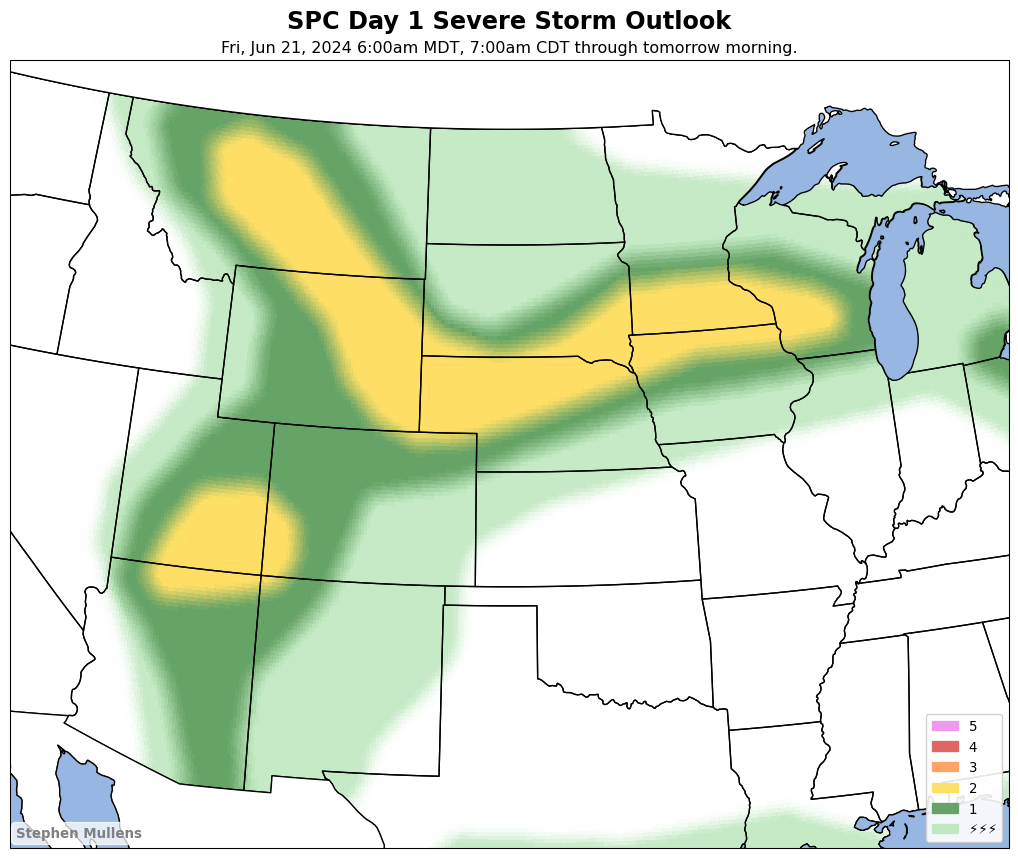 SPC Day 1 Severe Storm Outlook
Fri, Jun 21, 2024 6:00am MDT, 7:00am CDT through tomorrow morning.
5
4
3
2
1
⚡⚡⚡
Stephen Mullens